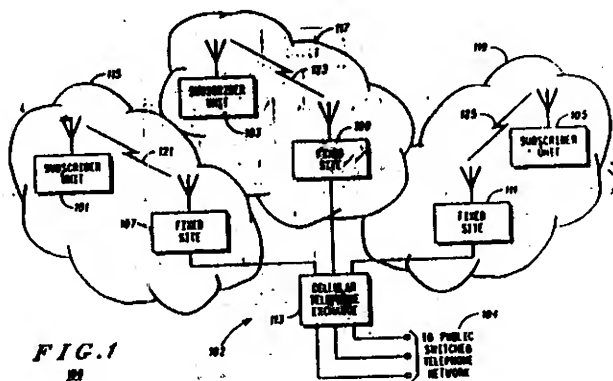 117
115
119
123
SUBSCRIBER
UNIT
103
125
SUBSCRIBER
UNIT
105
121
FIXED
SITE
SUBSCRIBER
UNIT
101
111
107
FIXED
SITE
FIXED
SITE
CELLULAR
TELEPHONE
EXCHANGE
113
102
104
TO PUBLIC
SWITCHED
TELEPHONE
NETWORK
FIG.1